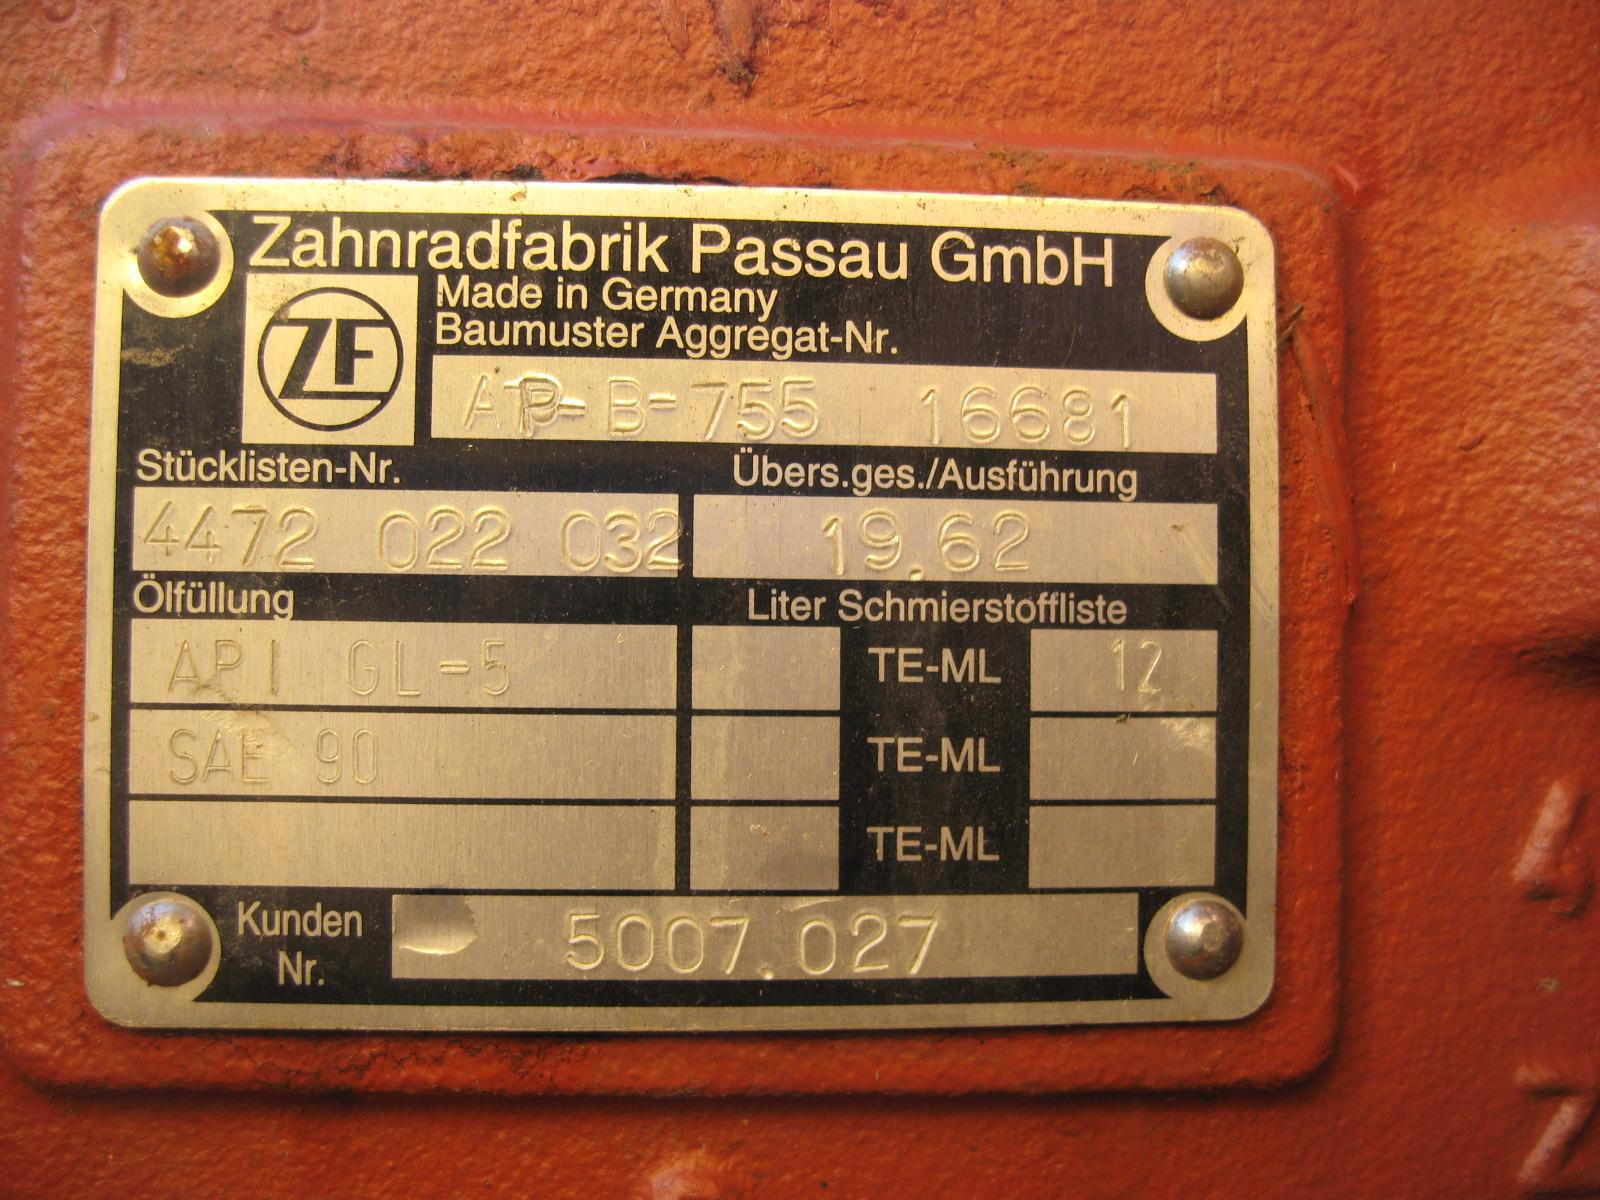 Zahnradfabrik Passau GmbH
ZF
Made in Germany
Baumuster Aggregat-Nr.
AP-B-755 16681
Stücklisten-Nr. Übers.ges./Ausführung
4472 022 032 19.62
Ölfüllung Liter Schmierstoffliste
API GL-5 TE-ML 12
SAE 90 TE-ML
TE-ML
Kunden 5007.027
Nr.